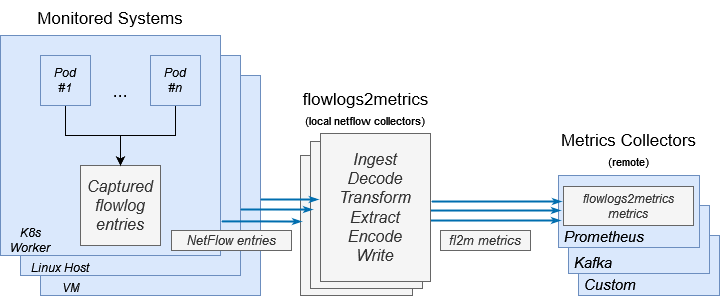 Monitored Systems
Pod
#1
...
Pod
#n
Captured
flowlog
entries
K8s
Worker
Linux Host
VM
NetFlow entries
flowlogs2metrics
(local netflow collectors)
Ingest
Decode
Transform
Extract
Encode
Write
fl2m metrics
Metrics Collectors
(remote)
flowlogs2metrics
metrics
Prometheus
Kafka
Custom